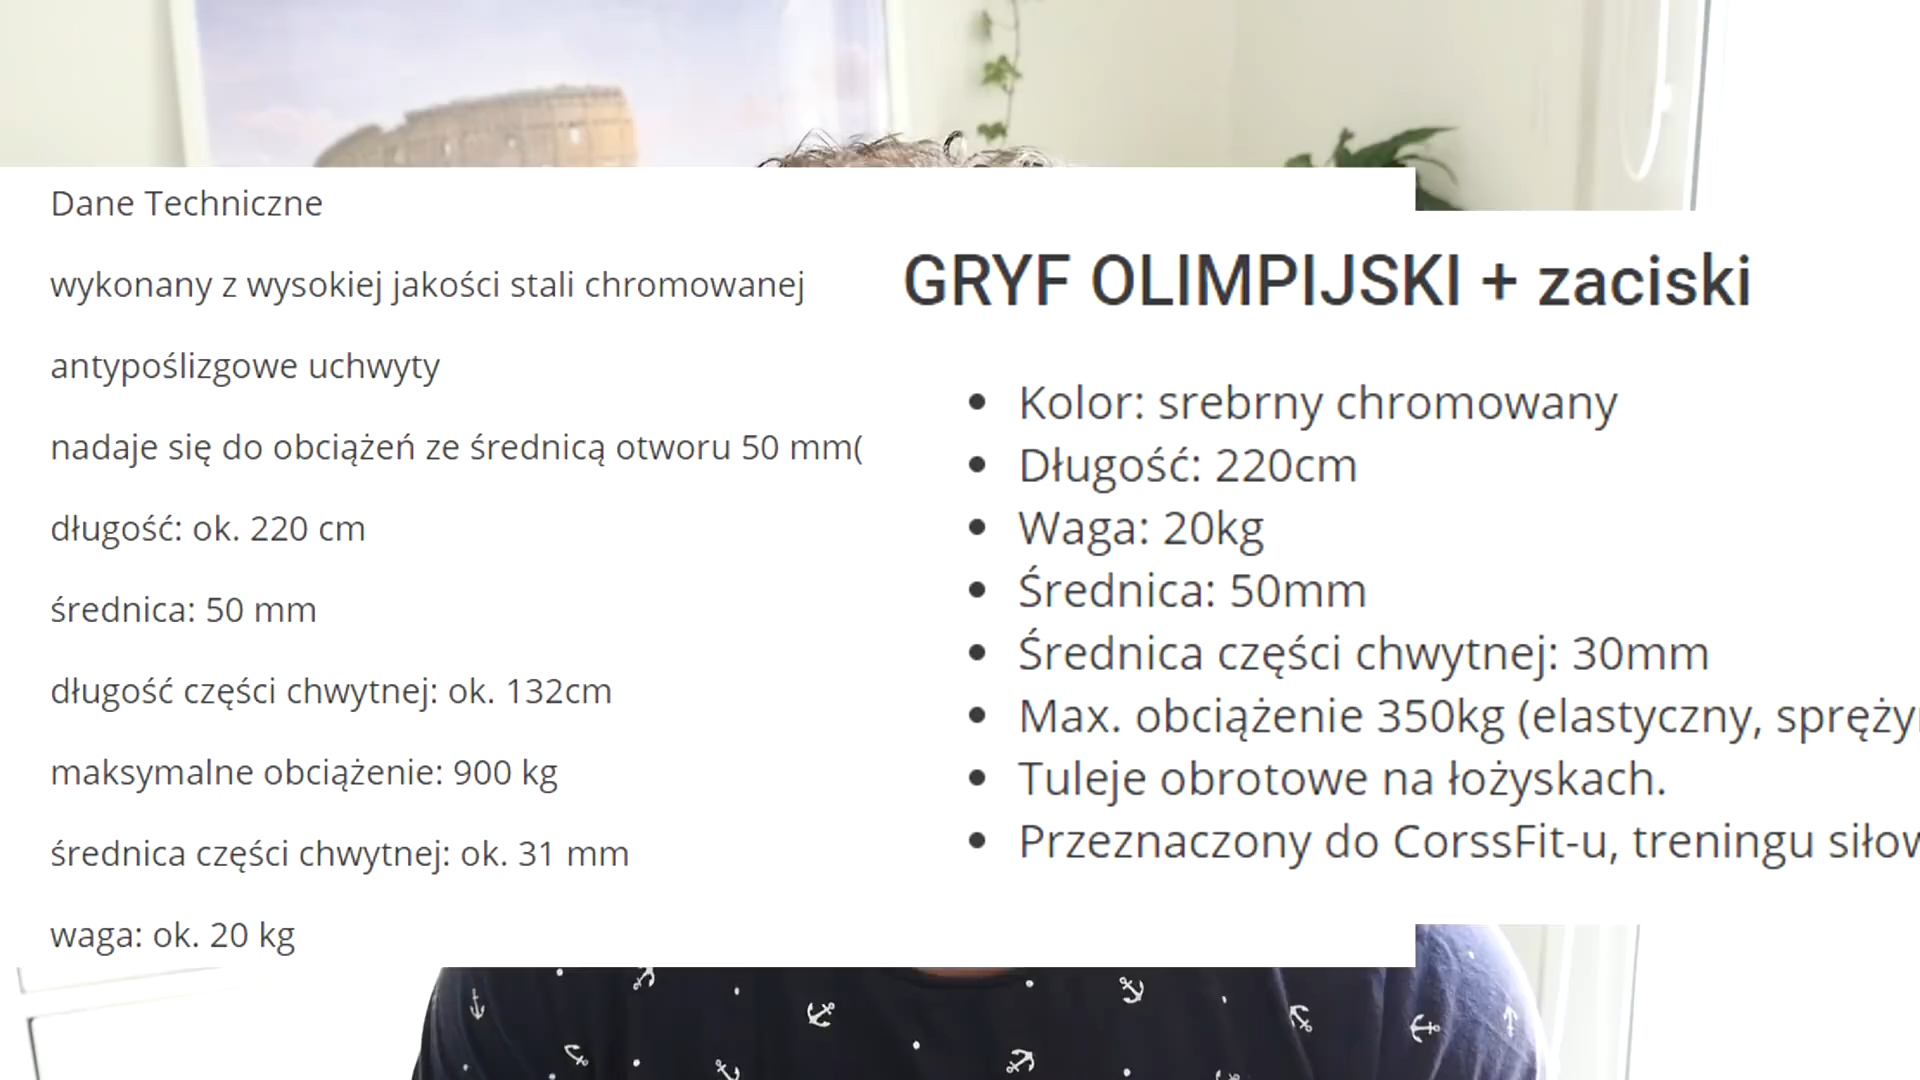 Dane Techniczne
wykonany z wysokiej jakości stali chromowanej
antypoślizgowe uchwyty
nadaje się do obciążeń ze średnicą otworu 50 mm(
długość: ok. 220 cm
średnica: 50 mm
długość części chwytnej: ok. 132cm
maksymalne obciążenie: 900 kg
średnica części chwytnej: ok. 31 mm
waga: ok. 20 kg
GRYF OLIMPIJSKI + zaciski
• Kolor: srebrny chromowany
• Długość: 220cm
• Waga: 20kg
• Średnica: 50mm
• Średnica części chwytnej: 30mm
• Max. obciążenie 350kg (elastyczny,
• Tuleje obrotowe na łożyskach.
• Przeznaczony do CorssFit-u, treningu